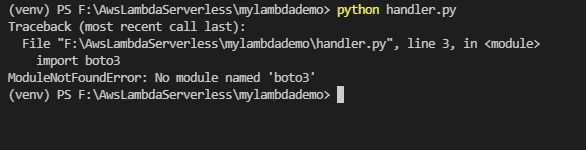 (venv) PS F:\AwsLambdaServerless\mylambdademo> python handler.py
Traceback (most recent call last):
  File "F:\AwsLambdaServerless\mylambdademo\handler.py", line 3, in <module>
    import boto3
ModuleNotFoundError: No module named 'boto3'
(venv) PS F:\AwsLambdaServerless\mylambdademo>